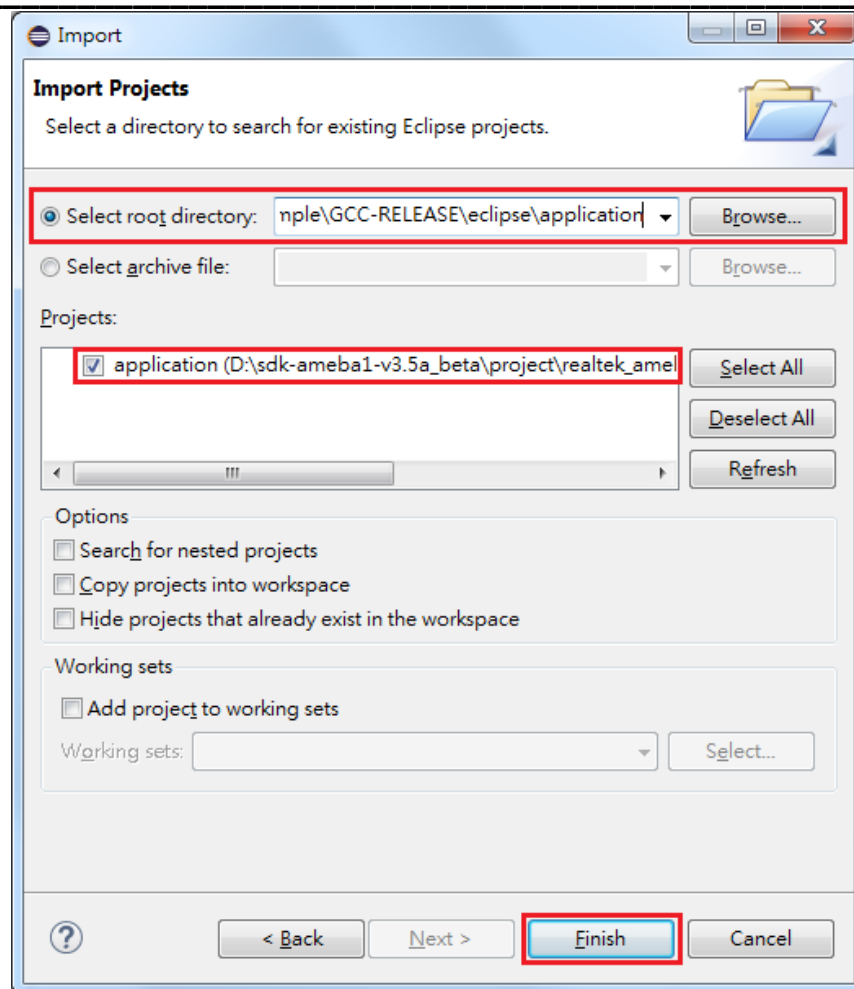 Import
Import Projects
Select a directory to search for existing Eclipse projects.
Select root directory: nple\GCC-RELEASE\eclipse\application Browse...
Select archive file: Browse...
Projects:
application (D:\sdk-ameba1-v3.5a_beta\project\realtek_amel Select All
Deselect All
Refresh
Options
Search for nested projects
Copy projects into workspace
Hide projects that already exist in the workspace
Working sets
Add project to working sets
Working sets: Select...
? < Back Next > Finish Cancel